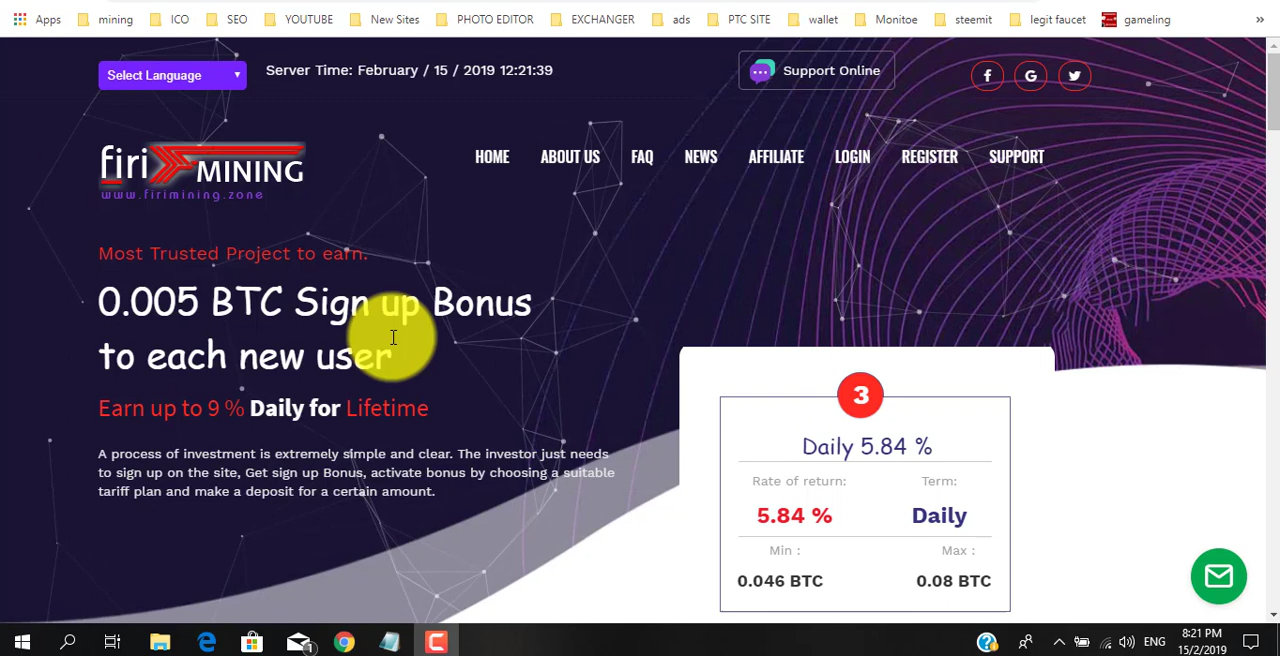 Apps mining ICO SEO YOUTUBE New Sites PHOTO EDITOR EXCHANGER ads PTC SITE wallet Monitoe steemit legit faucet gameling »
Select Language ▼ Server Time: February / 15 / 2019 12:21:39 Support Online f G
firi MINING
www.firimining.zone
HOME ABOUT US FAQ NEWS AFFILIATE LOGIN REGISTER SUPPORT
Most Trusted Project to earn.
0.005 BTC Sign up Bonus
to each new user
Earn up to 9 % Daily for Lifetime
A process of investment is extremely simple and clear. The investor just needs
to sign up on the site, Get sign up Bonus, activate bonus by choosing a suitable
tariff plan and make a deposit for a certain amount.
3
Daily 5.84 %
Rate of return: Term:
5.84 % Daily
Min : Max :
0.046 BTC 0.08 BTC
1 ENG 8:21 PM
15/2/2019